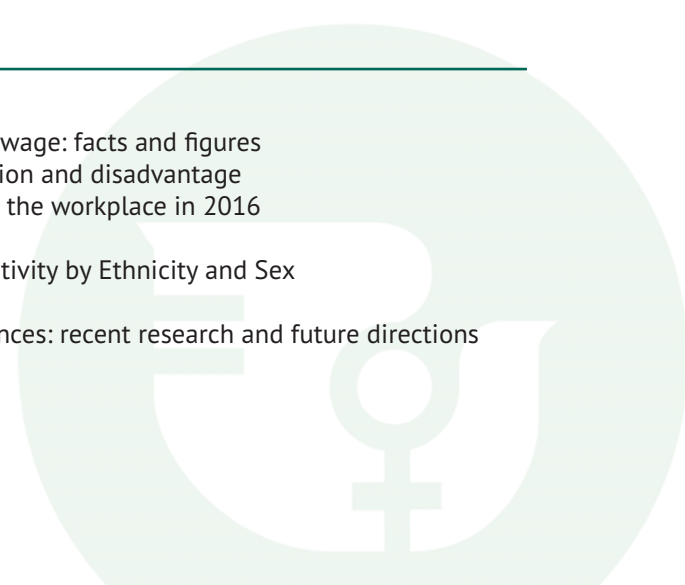 wage: facts and figures
ion and disadvantage
the workplace in 2016
tivity by Ethnicity and Sex
nces: recent research and future directions